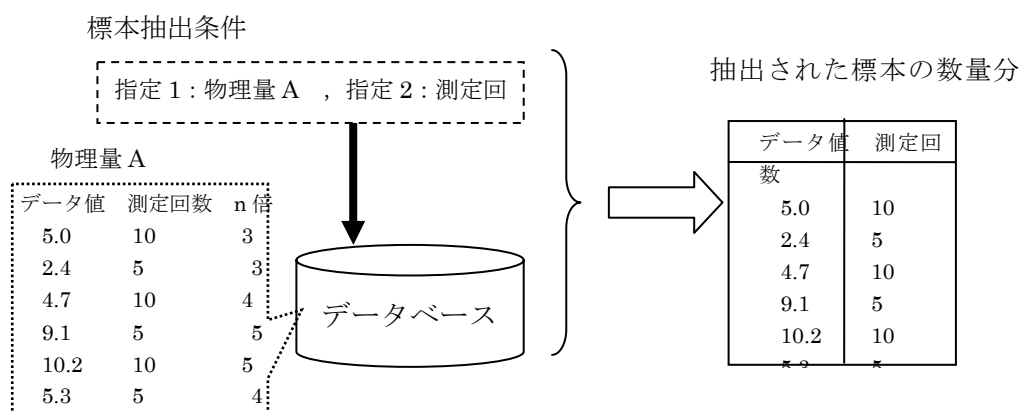 標本抽出条件
指定1:物理量A ,指定2:測定回
物理量A
データ値 測定回数 n倍
5.0 10 3
2.4 5 3
4.7 10 4
9.1 5 5
10.2 10 5
5.3 5 4
データベース
抽出された標本の数量分
データ値 測定回
数
5.0 10
2.4 5
4.7 10
9.1 5
10.2 10